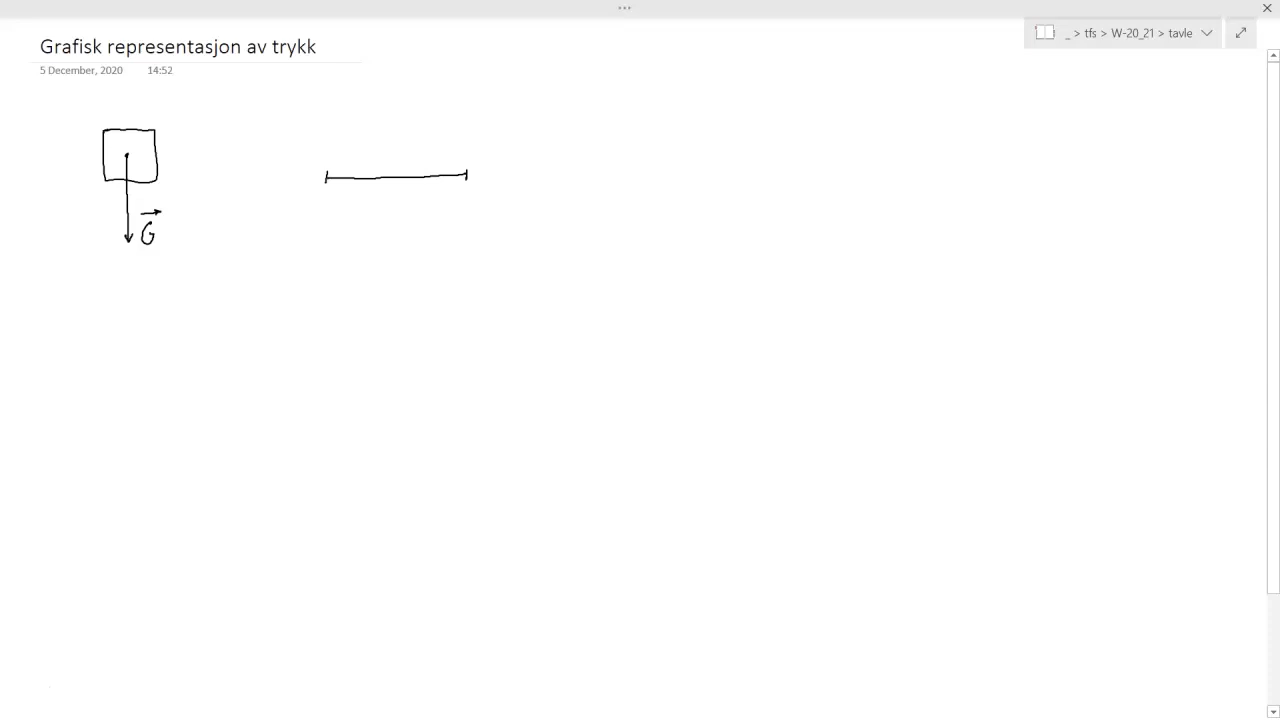 _ > tfs > W-20_21 > tavle
Grafisk representasjon av trykk
5 December, 2020 14:52
G